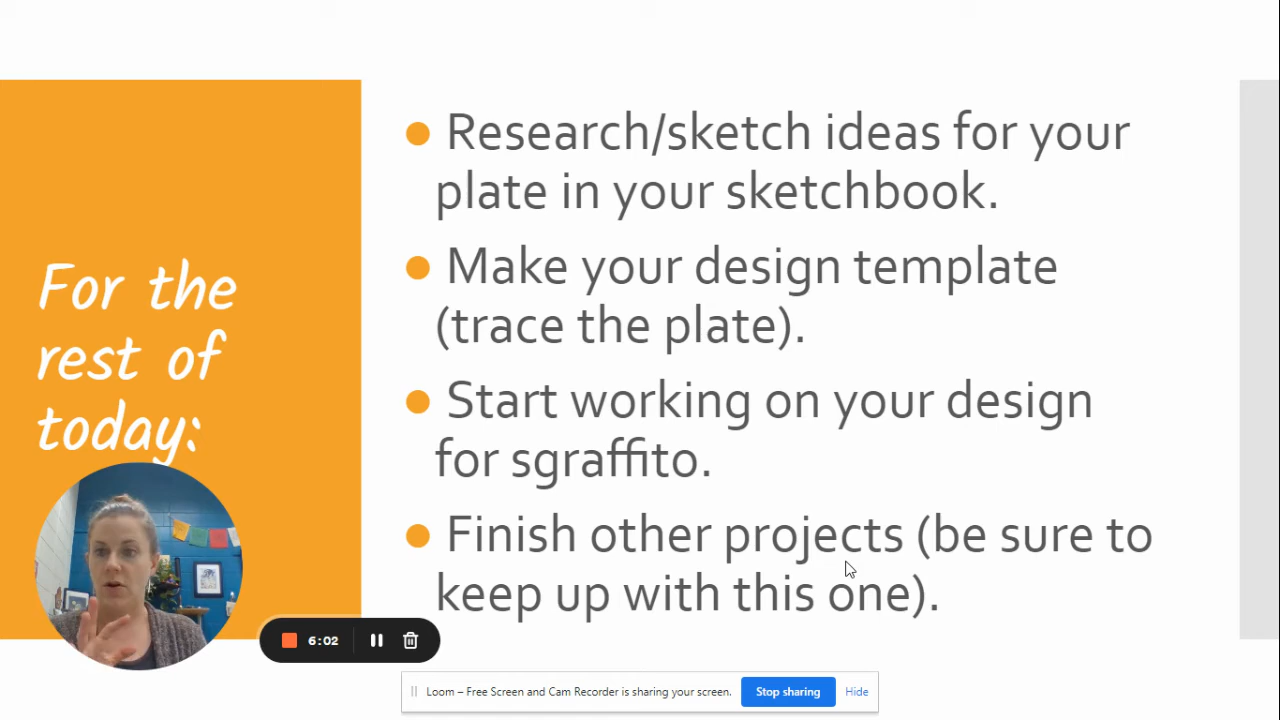 For the
rest of
today:
Research/sketch ideas for your
plate in your sketchbook.
Make your design template
(trace the plate).
Start working on your design
for sgraffito.
Finish other projects (be sure to
keep up with this one).
6:02
Loom – Free Screen and Cam Recorder is sharing your screen.
Stop sharing
Hide